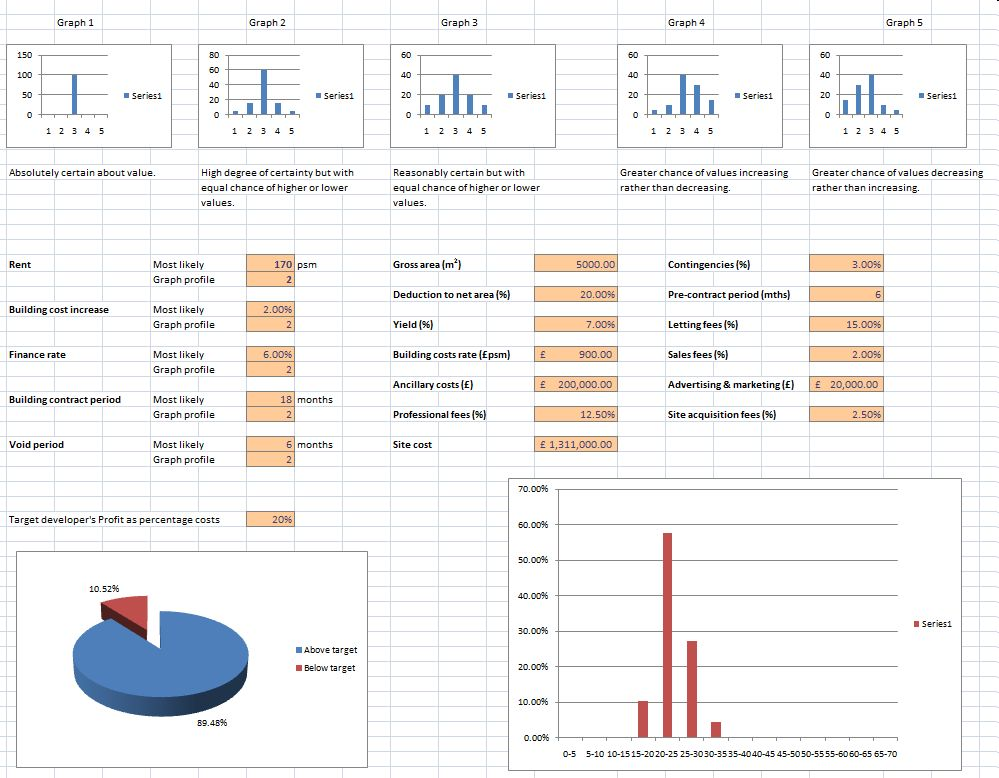 Graph 1 Graph 2 Graph 3 Graph 4 Graph 5
150
100
50
0
1 2 3 4 5
Series1
80
60
40
20
0
1 2 3 4 5
Series1
60
40
20
0
1 2 3 4 5
Series1
60
40
20
0
1 2 3 4 5
Series1
60
40
20
0
1 2 3 4 5
Series1
Absolutely certain about value.
High degree of certainty but with
equal chance of higher or lower
values.
Reasonably certain but with
equal chance of higher or lower
values.
Greater chance of values increasing
rather than decreasing.
Greater chance of values decreasing
rather than increasing.
Rent Most likely 170 psm
Graph profile 2
Building cost increase Most likely 2.00%
Graph profile 2
Finance rate Most likely 6.00%
Graph profile 2
Building contract period Most likely 18 months
Graph profile 2
Void period Most likely 6 months
Graph profile 2
Gross area (m²) 5000.00
Deduction to net area (%) 20.00%
Yield (%) 7.00%
Building costs rate (£psm) £ 900.00
Ancillary costs (£) £ 200,000.00
Professional fees (%) 12.50%
Site cost £ 1,311,000.00
Contingencies (%) 3.00%
Pre-contract period (mths) 6
Letting fees (%) 15.00%
Sales fees (%) 2.00%
Advertising & marketing (£) £ 20,000.00
Site acquisition fees (%) 2.50%
Target developer's Profit as percentage costs 20%
10.52%
89.48%
Above target
Below target
70.00%
60.00%
50.00%
40.00%
30.00%
20.00%
10.00%
0.00%
0-5 5-10 10-15 15-20 20-25 25-30 30-35 35-40 40-45 45-50 50-55 55-60 60-65 65-70
Series1